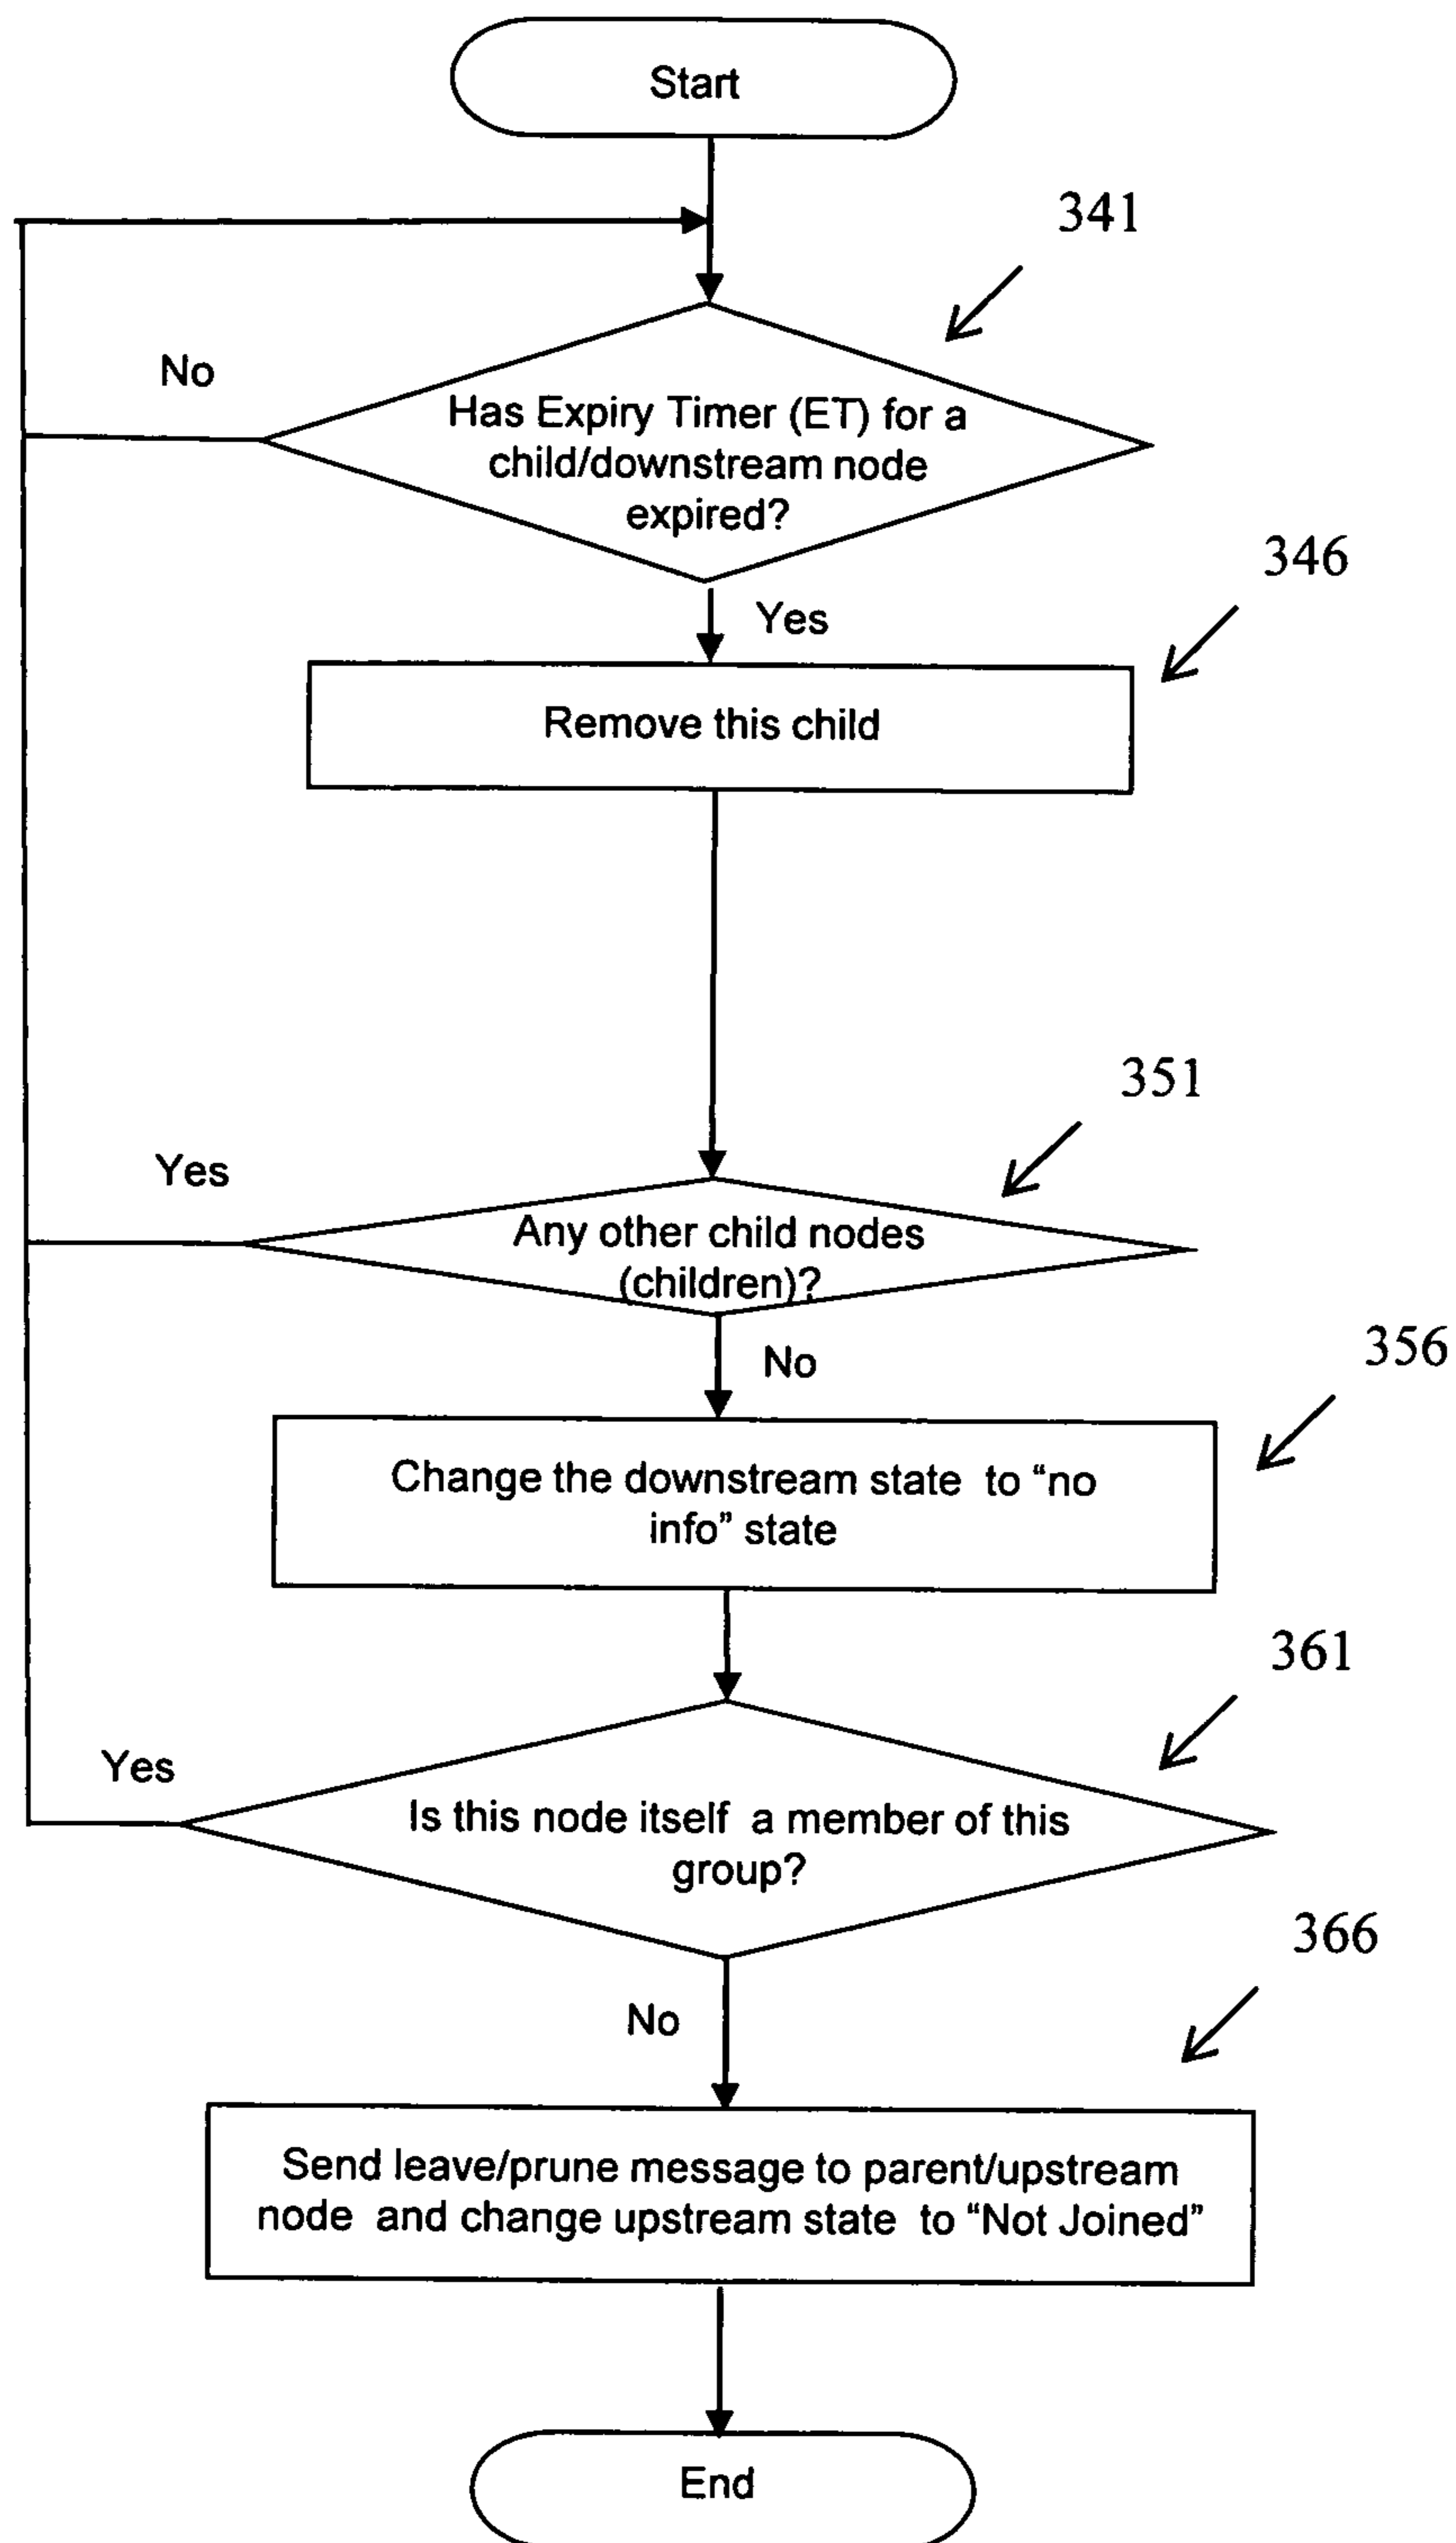 Start
341
No
Has Expiry Timer (ET) for a
child/downstream node
expired?
346
Yes
Remove this child
351
Yes
Any other child nodes
(children)?
356
No
Change the downstream state to “no
info” state
361
Yes
Is this node itself a member of this
group?
366
No
Send leave/prune message to parent/upstream
node and change upstream state to “Not Joined”
End